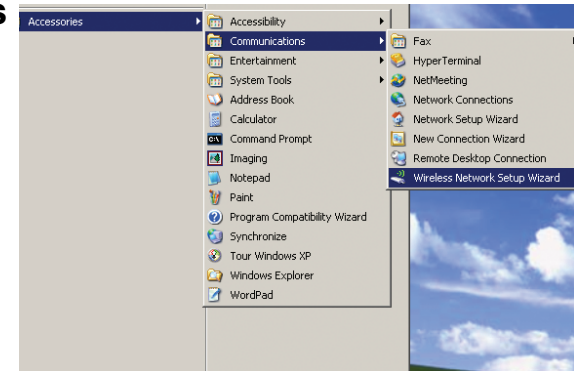 s
Accessories
Accessibility
Communications
Entertainment
System Tools
Address Book
Calculator
Command Prompt
Imaging
Notepad
Paint
Program Compatibility Wizard
Synchronize
Tour Windows XP
Windows Explorer
WordPad
Fax
HyperTerminal
NetMeeting
Network Connections
Network Setup Wizard
New Connection Wizard
Remote Desktop Connection
Wireless Network Setup Wizard